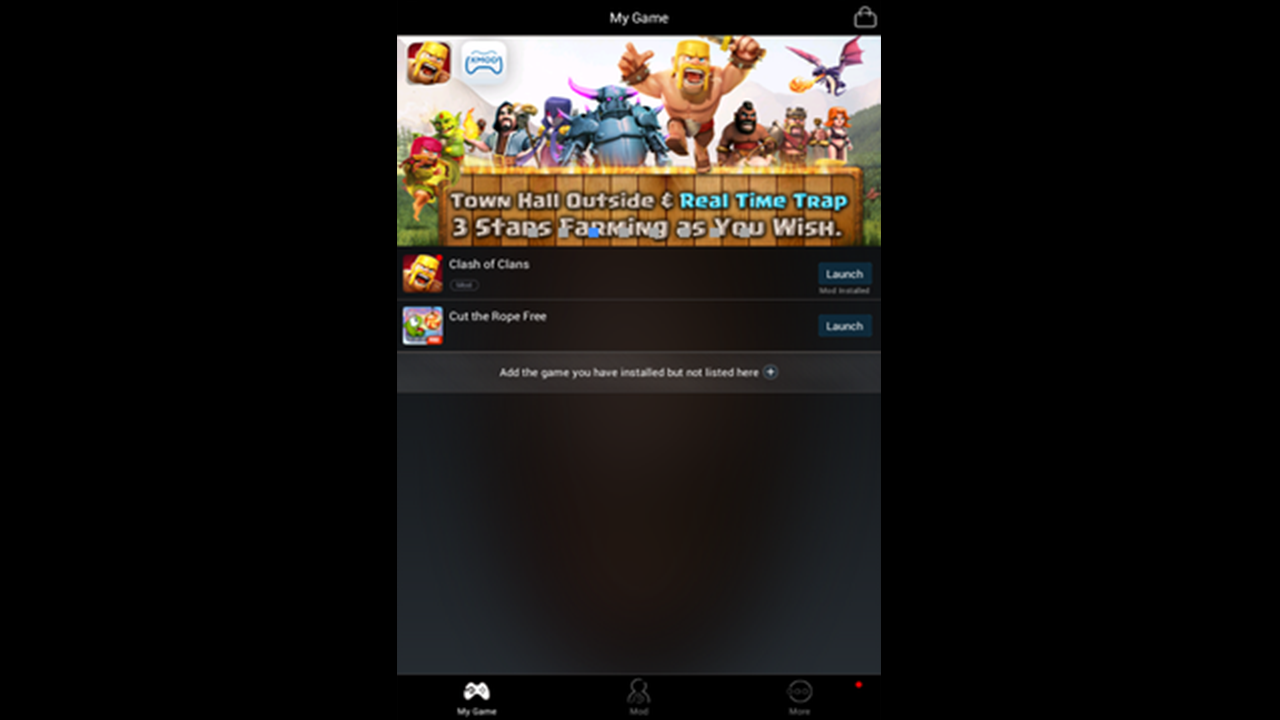 My Game
XMOD
Town Hall Outside & Real Time Trap
3 Stars Farming as You Wish.
Clash of Clans
Mod
Launch
Mod Installed
Cut the Rope Free
Launch
Add the game you have installed but not listed here
My Game
Mod
More